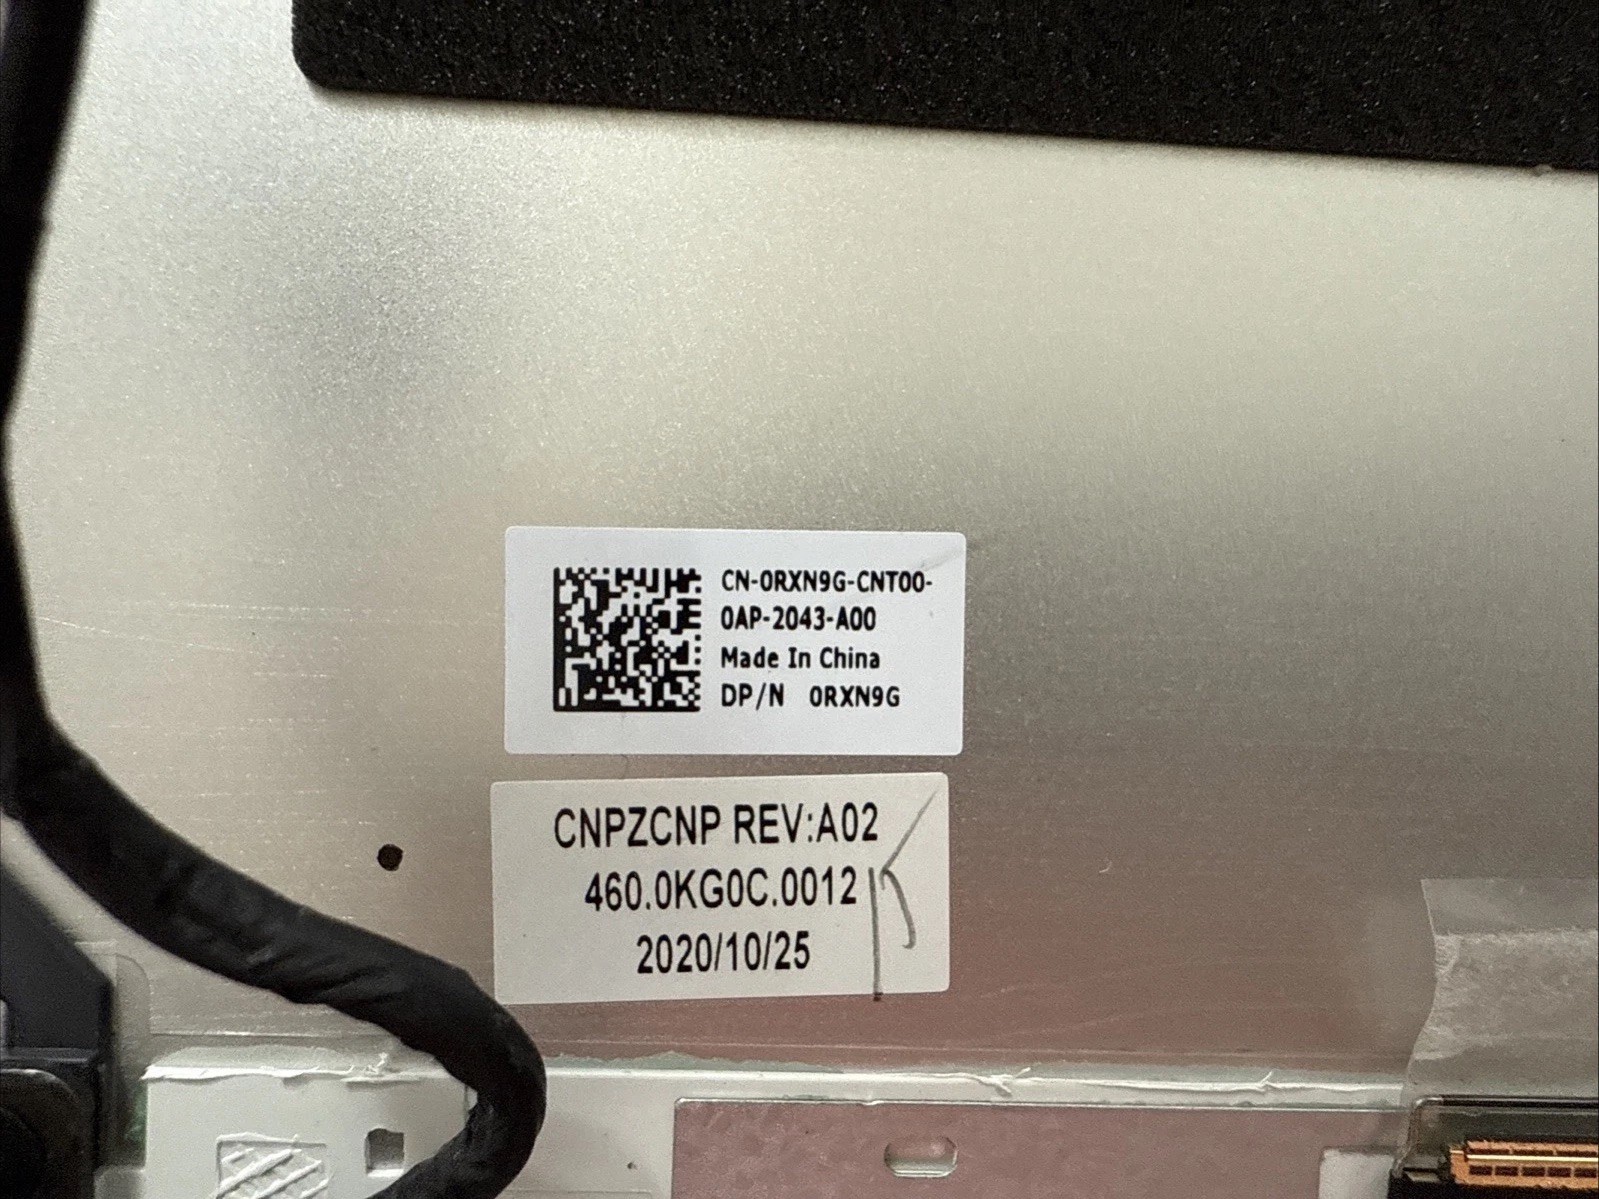 CN-0RXN9G-CNT00-
0AP-2043-A00
Made In China
DP/N 0RXN9G
CNPZCNP REV:A02
460.0KG0C.0012
2020/10/25